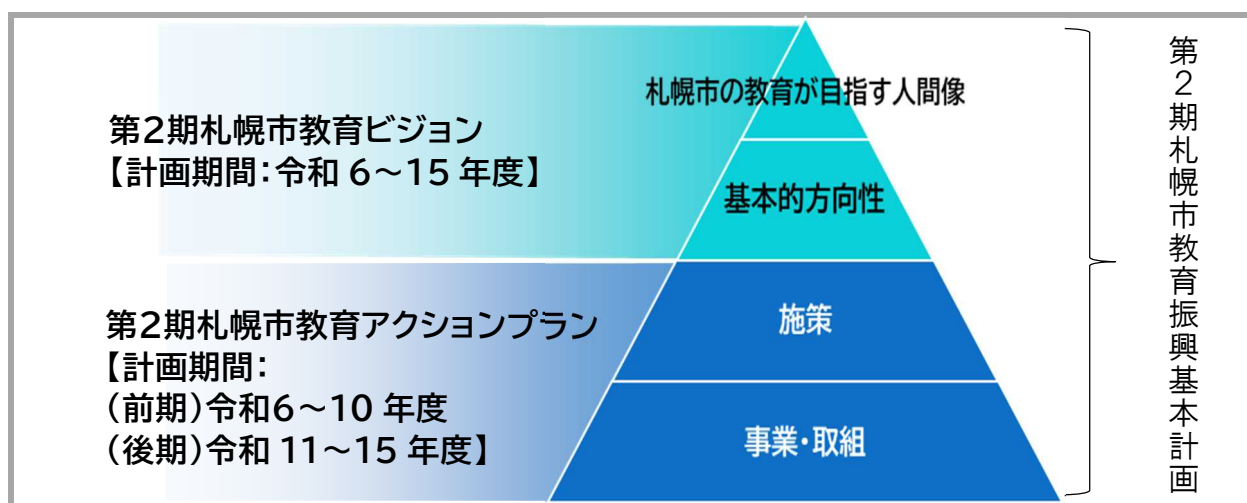 第2期札幌市教育ビジョン
【計画期間:令和 6~15 年度】
札幌市の教育が目指す人間像
基本的方向性
第2期札幌市教育アクションプラン
【計画期間:
(前期)令和6~10 年度
(後期)令和 11~15 年度】
施策
事業・取組
第2期札幌市教育振興基本計画